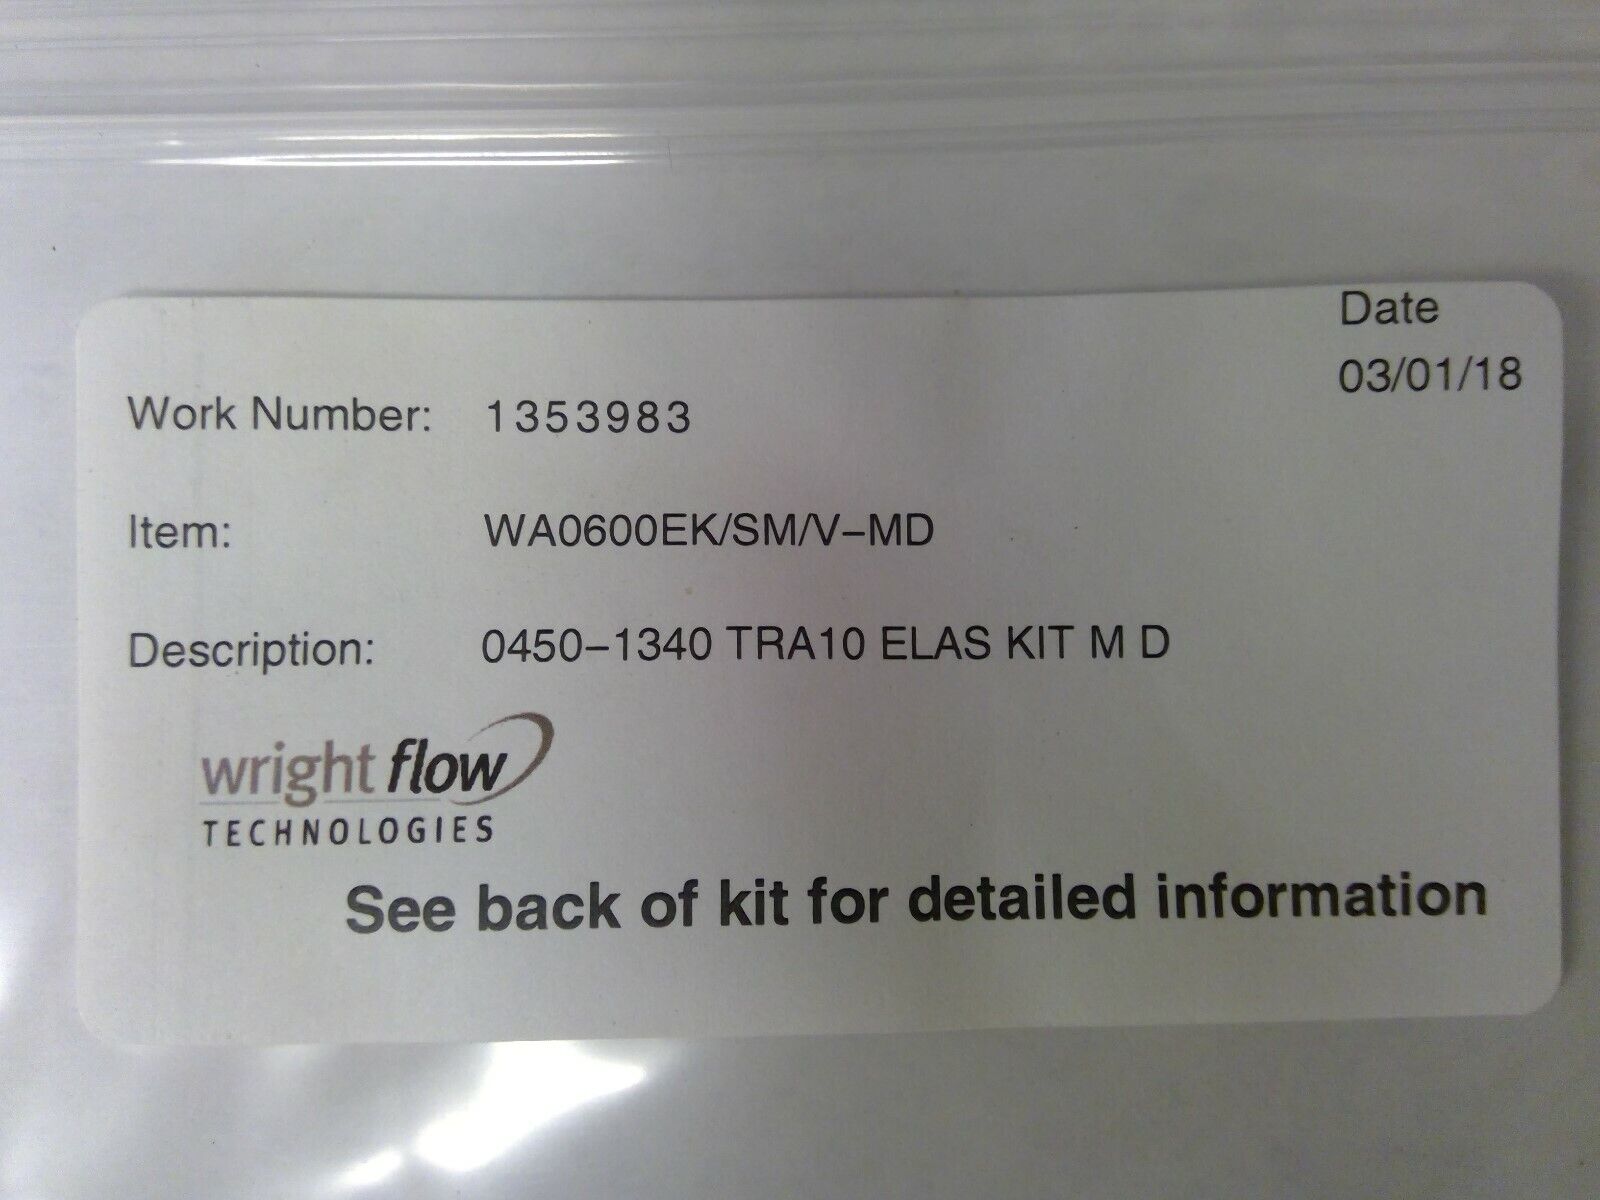 Date
03/01/18
Work Number: 1353983
Item: WA0600EK/SM/V-MD
Description: 0450-1340 TRA10 ELAS KIT M D
wright flow
TECHNOLOGIES
See back of kit for detailed information